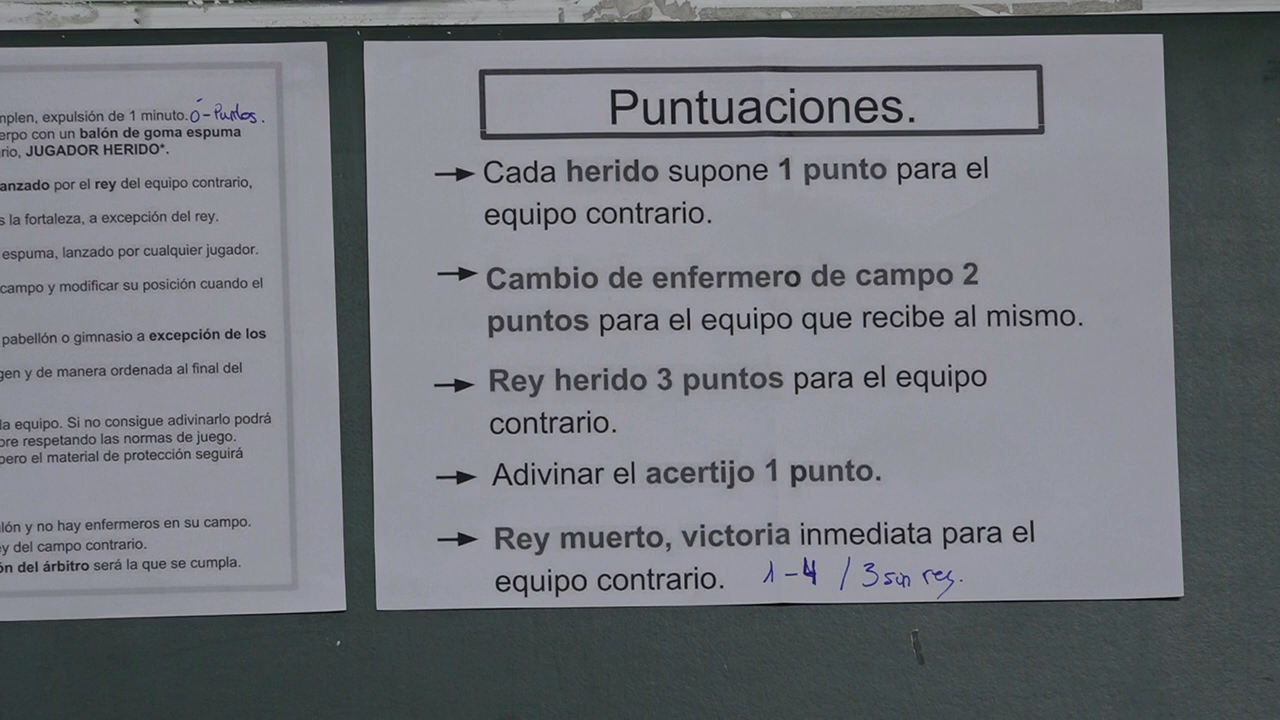 mplen, expulsión de 1 minuto. ó - Puntos.
erpo con un balón de goma espuma
rio, JUGADOR HERIDO*.
anzado por el rey del equipo contrario,
s la fortaleza, a excepción del rey.
espuma, lanzado por cualquier jugador.
campo y modificar su posición cuando el
pabellón o gimnasio a excepción de los
gen y de manera ordenada al final del
la equipo. Si no consigue adivinarlo podrá
bre respetando las normas de juego.
pero el material de protección seguirá
lón y no hay enfermeros en su campo.
ey del campo contrario.
ón del árbitro será la que se cumpla.
Puntuaciones.
Cada herido supone 1 punto para el
equipo contrario.
Cambio de enfermero de campo 2
puntos para el equipo que recibe al mismo.
Rey herido 3 puntos para el equipo
contrario.
Adivinar el acertijo 1 punto.
Rey muerto, victoria inmediata para el
equipo contrario. 1-4 / 3 sin rey.